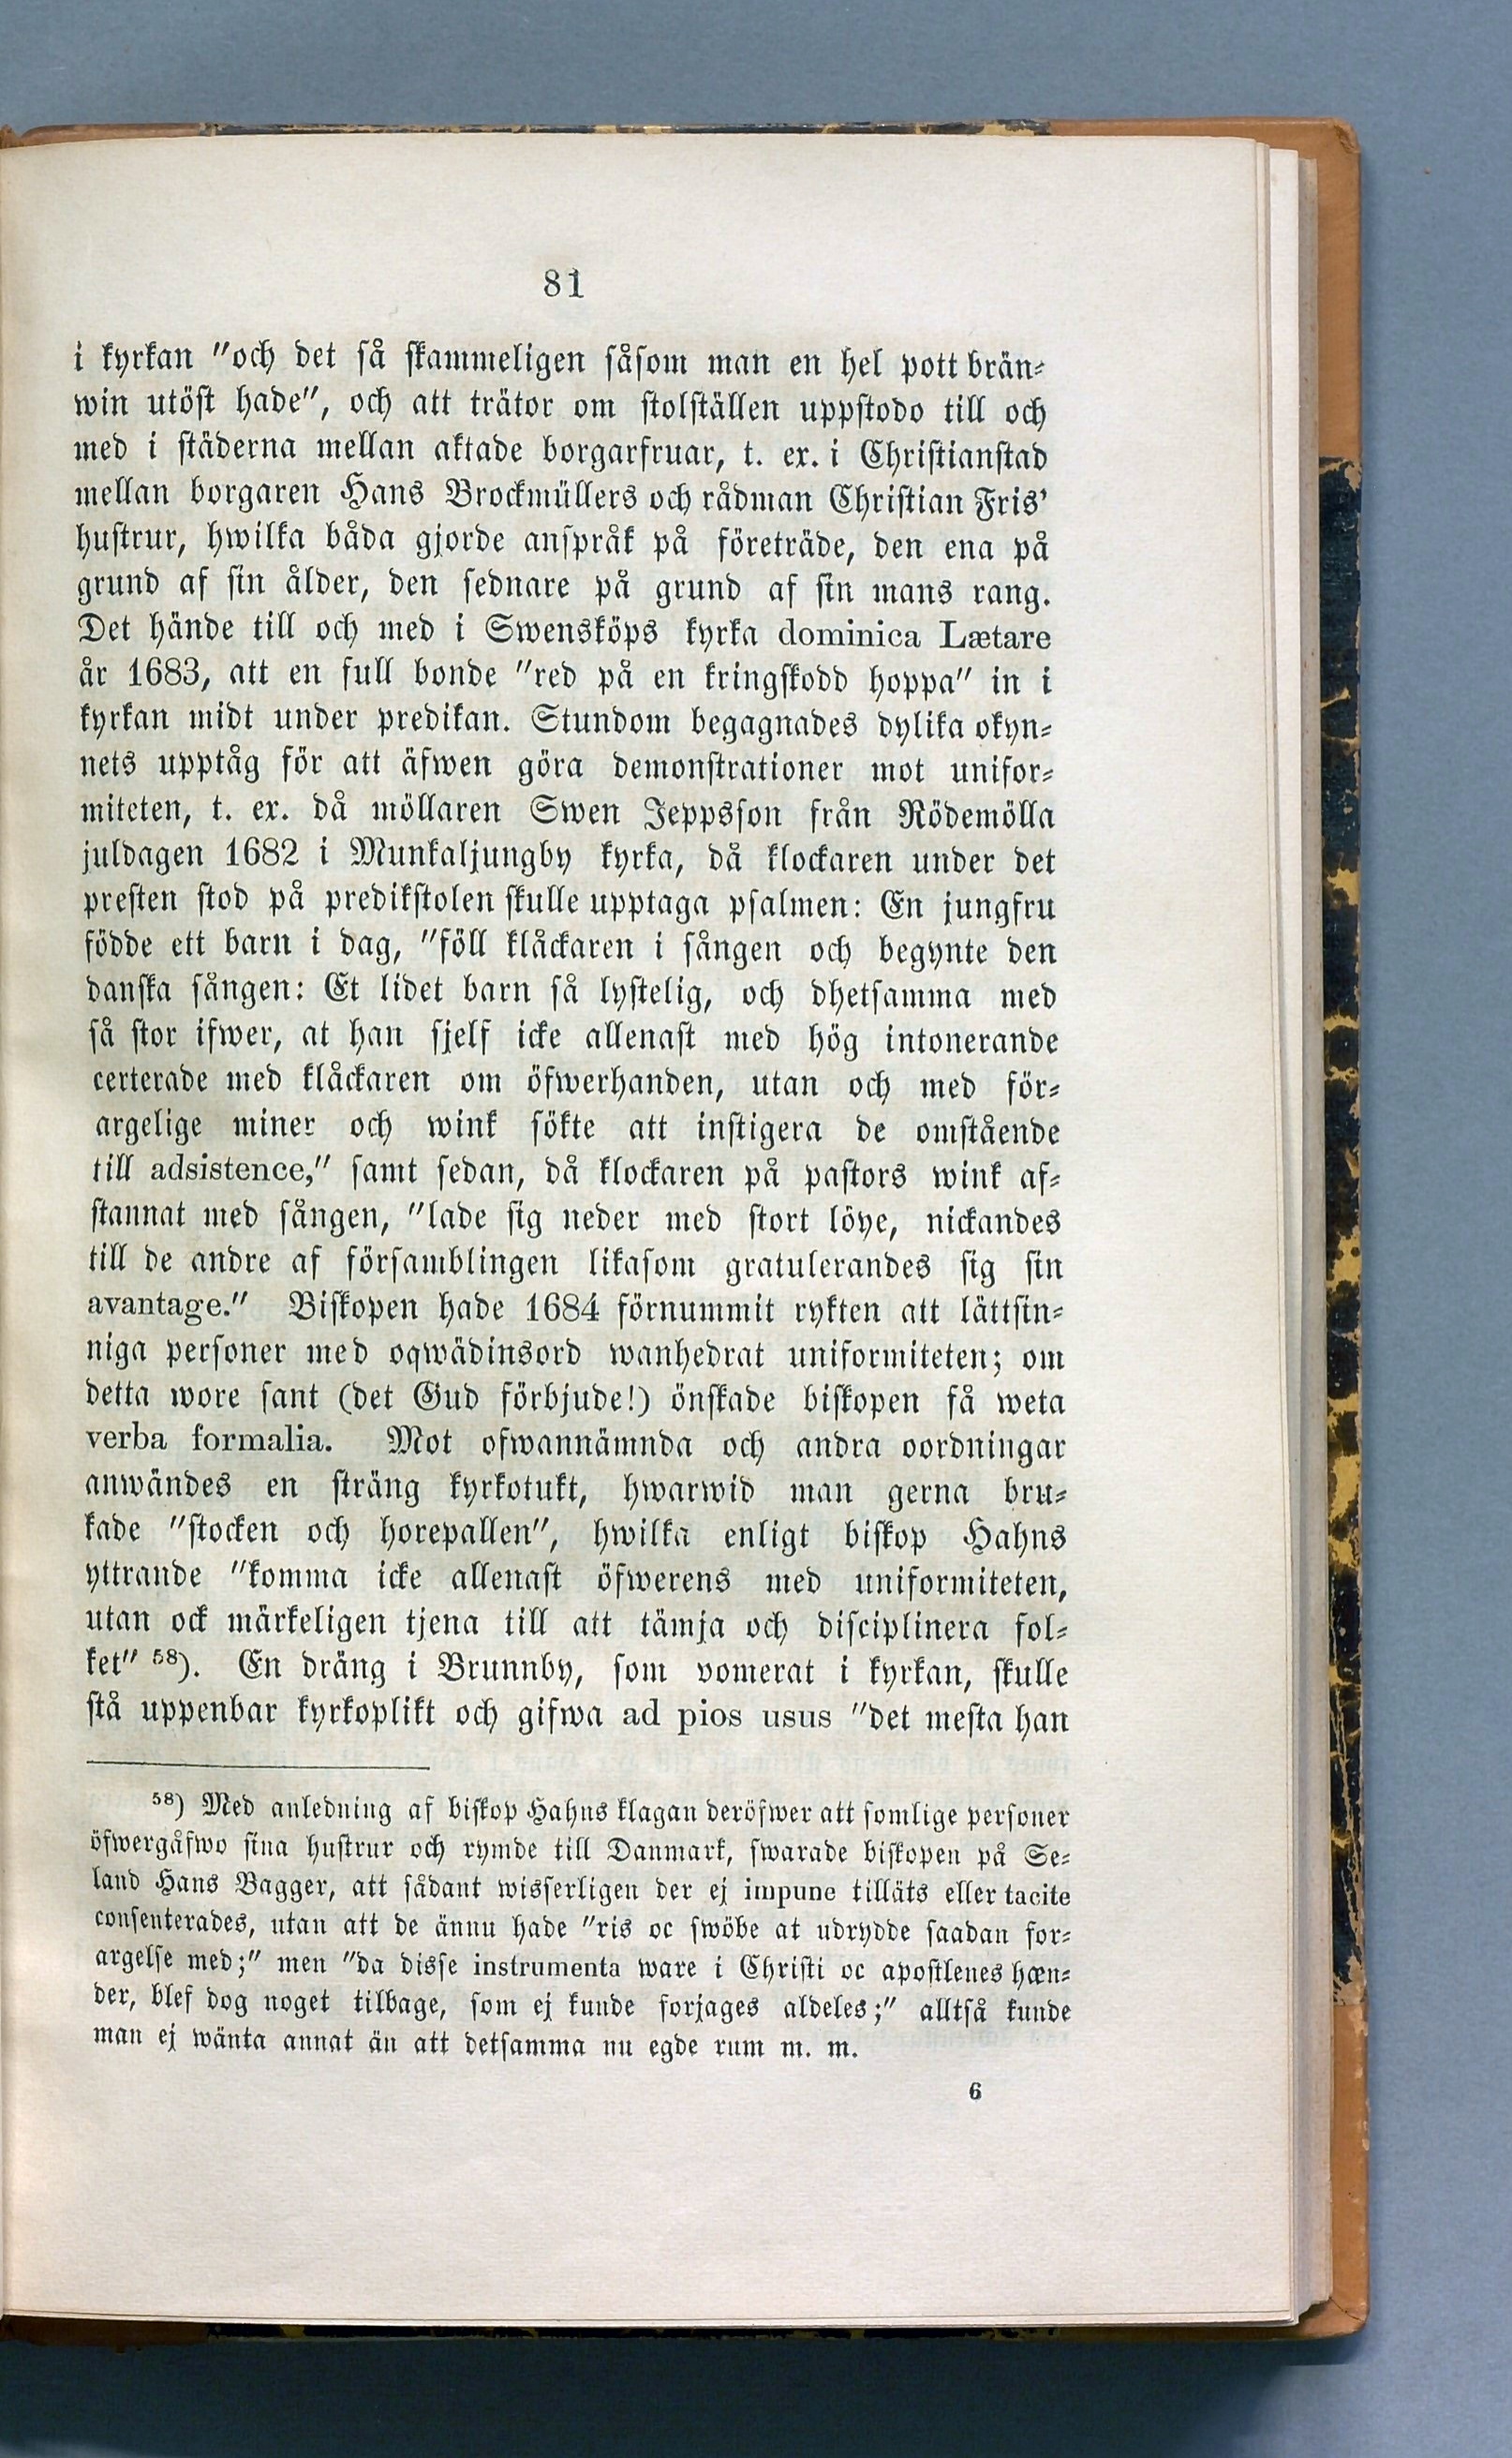 81
i kyrkan "och det så skammeligen såsom man en hel pott brän-
win utöst hade", och att trätor om stolställen uppstodo till och
med i städerna mellan aktade borgarfruar, t. ex. i Christianstad
mellan borgaren Hans Brockmüllers och rådman Christian Fris'
hustrur, hwilka båda gjorde anspråk på företräde, den ena på
grund af sin ålder, den sednare på grund af sin mans rang.
Det hände till och med i Swensköps kyrka dominica Lætare
år 1683, att en full bonde "red på en kringskodd hoppa" in i
kyrkan midt under predikan. Stundom begagnades dylika okyn-
nets upptåg för att äfwen göra demonstrationer mot unifor-
miteten, t. ex. då möllaren Swen Jeppsson från Rödemölla
juldagen 1682 i Munkaljungby kyrka, då klockaren under det
presten stod på predikstolen skulle upptaga psalmen: En jungfru
födde ett barn i dag, "föll klåckaren i sången och begynte den
danska sången: Et lidet barn så lystelig, och dhetsamma med
så stor ifwer, at han sjelf icke allenast med hög intonerande
certerade med klåckaren om öfwerhanden, utan och med för-
argelige miner och wink sökte att instigera de omstående
till adsistence," samt sedan, då klockaren på pastors wink af-
stannat med sången, "lade sig neder med stort löye, nickandes
till de andre af församblingen likasom gratulerandes sig sin
avantage." Biskopen hade 1684 förnummit rykten att lättsin-
niga personer med oqwädinsord wanhedrat uniformiteten; om
detta wore sant (det Gud förbjude!) önskade biskopen få weta
verba formalia. Mot ofwannämnda och andra oordningar
anwändes en sträng kyrkotukt, hwarwid man gerna bru-
kade "stocken och horepallen", hwilka enligt biskop Hahns
yttrande "komma icke allenast öfwerens med uniformiteten,
utan ock märkeligen tjena till att tämja och disciplinera fol-
ket" 58). En dräng i Brunnby, som vomerat i kyrkan, skulle
stå uppenbar kyrkoplikt och gifwa ad pios usus "det mesta han
58) Med anledning af biskop Hahns klagan deröfwer att somlige personer
öfwergåfwo sina hustrur och rymde till Danmark, swarade biskopen på Se-
land Hans Bagger, att sådant wisserligen der ej impune tilläts eller tacite
consenterades, utan att de ännu hade "ris oc swöbe at udrydde saadan for-
argelse med;" men "da disse instrumenta ware i Christi oc apostlenes hæn-
der, blef dog noget tilbage, som ej kunde forjages aldeles;" alltså kunde
man ej wänta annat än att detsamma nu egde rum m. m.
6